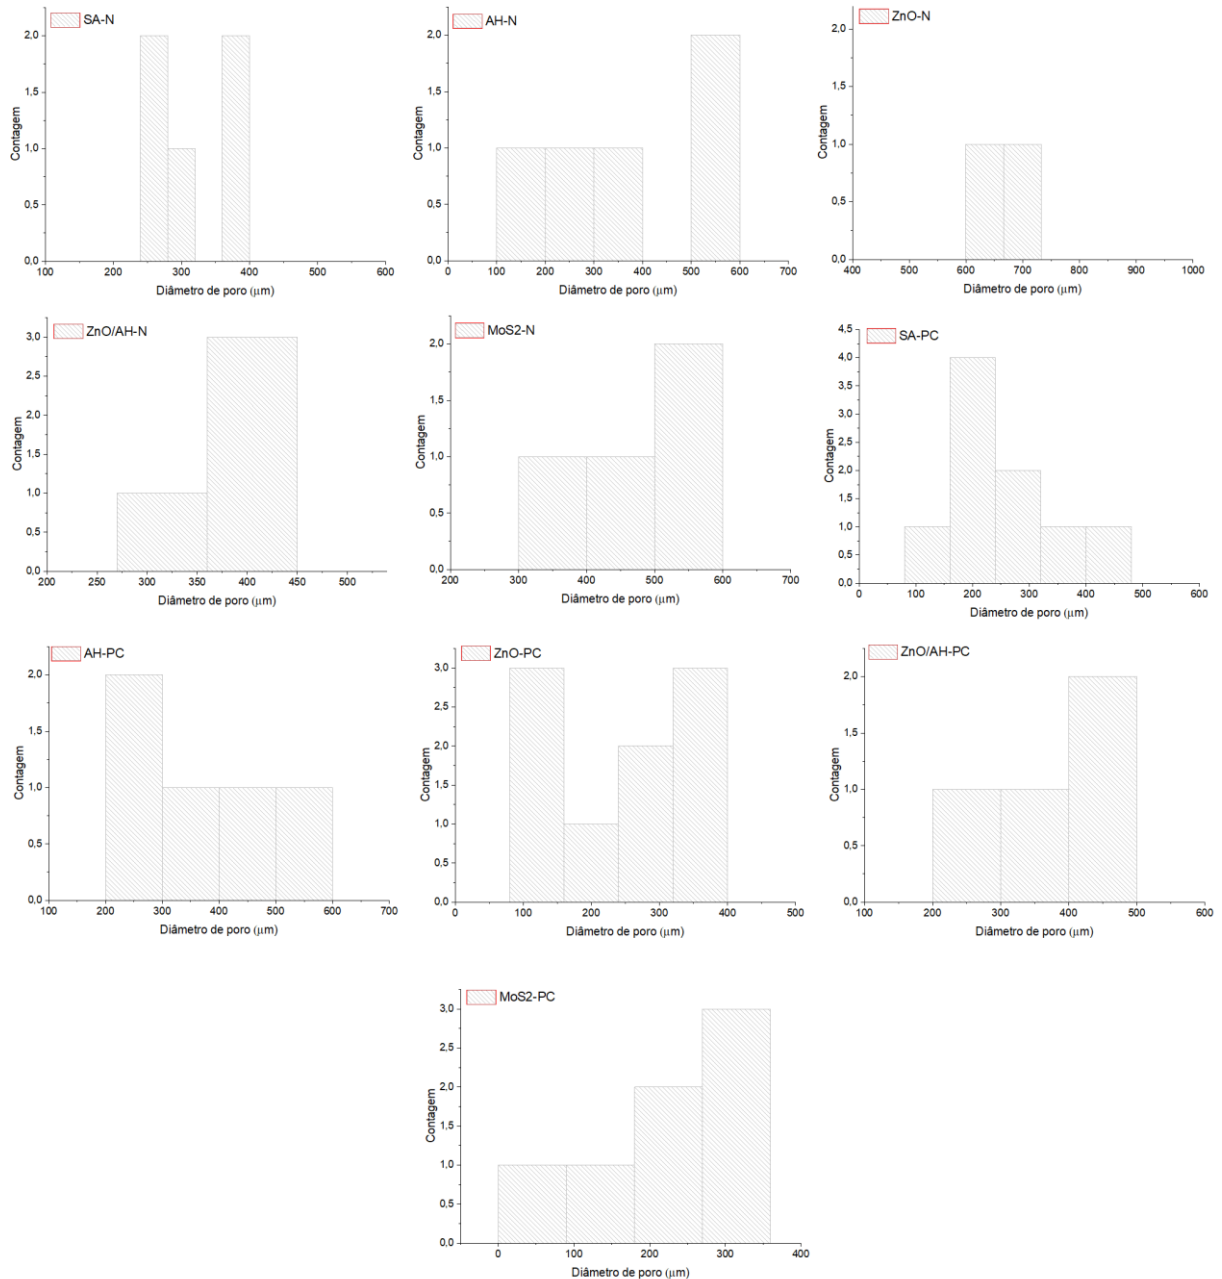 SA-N
Contagem
2,0
1,5
1,0
0,5
0,0
100 200 300 400 500 600
Diâmetro de poro (μm)
AH-N
Contagem
2,0
1,5
1,0
0,5
0,0
0 100 200 300 400 500 600 700
Diâmetro de poro (μm)
ZnO-N
Contagem
2,0
1,5
1,0
0,5
0,0
400 500 600 700 800 900 1000
Diâmetro de poro (μm)
ZnO/AH-N
Contagem
3,0
2,5
2,0
1,5
1,0
0,5
0,0
200 250 300 350 400 450 500
Diâmetro de poro (μm)
MoS2-N
Contagem
2,0
1,5
1,0
0,5
0,0
200 300 400 500 600 700
Diâmetro de poro (μm)
SA-PC
Contagem
4,5
4,0
3,5
3,0
2,5
2,0
1,5
1,0
0,5
0,0
0 100 200 300 400 500 600
Diâmetro de poro (μm)
AH-PC
Contagem
2,0
1,5
1,0
0,5
0,0
100 200 300 400 500 600 700
Diâmetro de poro (μm)
ZnO-PC
Contagem
3,0
2,5
2,0
1,5
1,0
0,5
0,0
0 100 200 300 400 500
Diâmetro de poro (μm)
ZnO/AH-PC
Contagem
2,0
1,5
1,0
0,5
0,0
100 200 300 400 500 600
Diâmetro de poro (μm)
MoS2-PC
Contagem
3,0
2,5
2,0
1,5
1,0
0,5
0,0
0 100 200 300 400
Diâmetro de poro (μm)